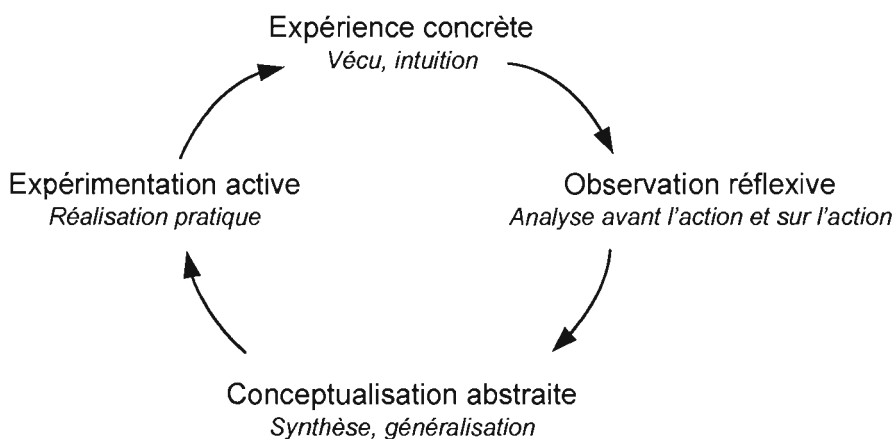 Expérience concrète
Vécu, intuition
Expérimentation active
Réalisation pratique
Observation réflexive
Analyse avant l'action et sur l'action
Conceptualisation abstraite
Synthèse, généralisation